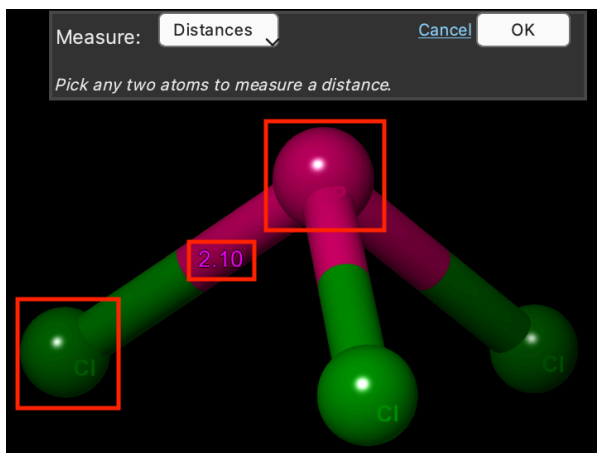 Measure: Distances Cancel OK
Pick any two atoms to measure a distance.
2.10
Cl
Cl
Cl